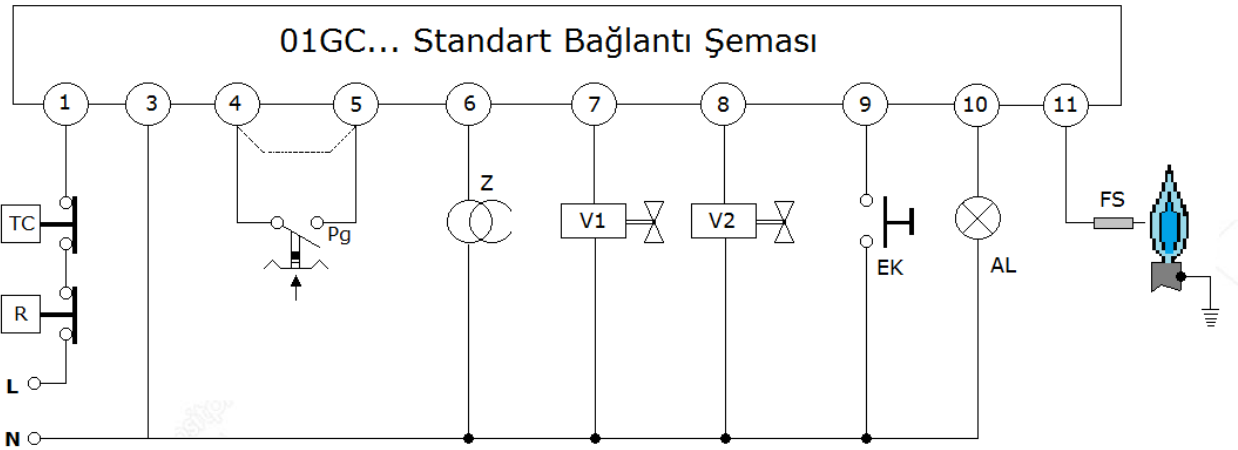 01GC... Standart Bağlantı Şeması
1 3 4 5 6 7 8 9 10 11
Z
FS
TC
V1 V2
Pg
EK AL
R
L
N